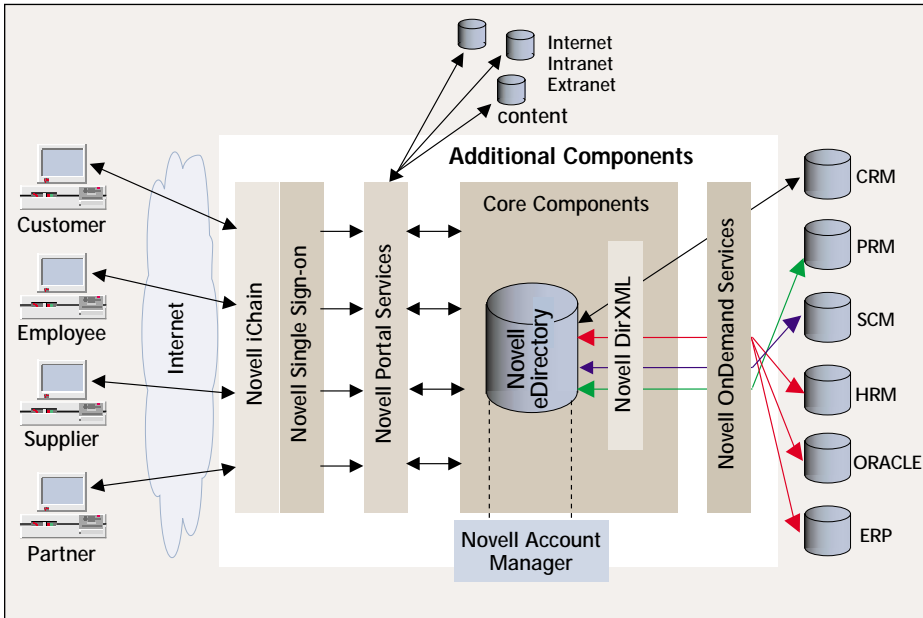 Internet
Intranet
Extranet
content
Additional Components
Customer
Employee
Supplier
Partner
Internet
Novell iChain
Novell Single Sign-on
Novell Portal Services
Core Components
Novell
eDirectory
Novell DirXML
Novell OnDemand Services
Novell Account
Manager
CRM
PRM
SCM
HRM
ORACLE
ERP